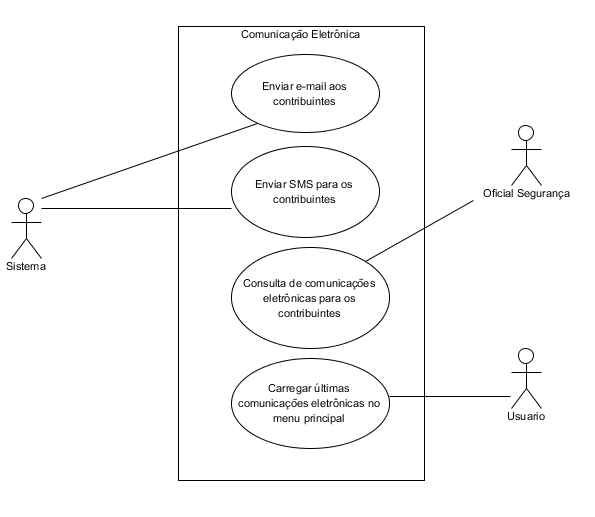 Comunicação Eletrônica
Enviar e-mail aos
contribuintes
Enviar SMS para os
contribuintes
Oficial Segurança
Sistema
Consulta de comunicações
eletrônicas para os
contribuintes
Carregar últimas
comunicações eletrônicas no
menu principal
Usuario